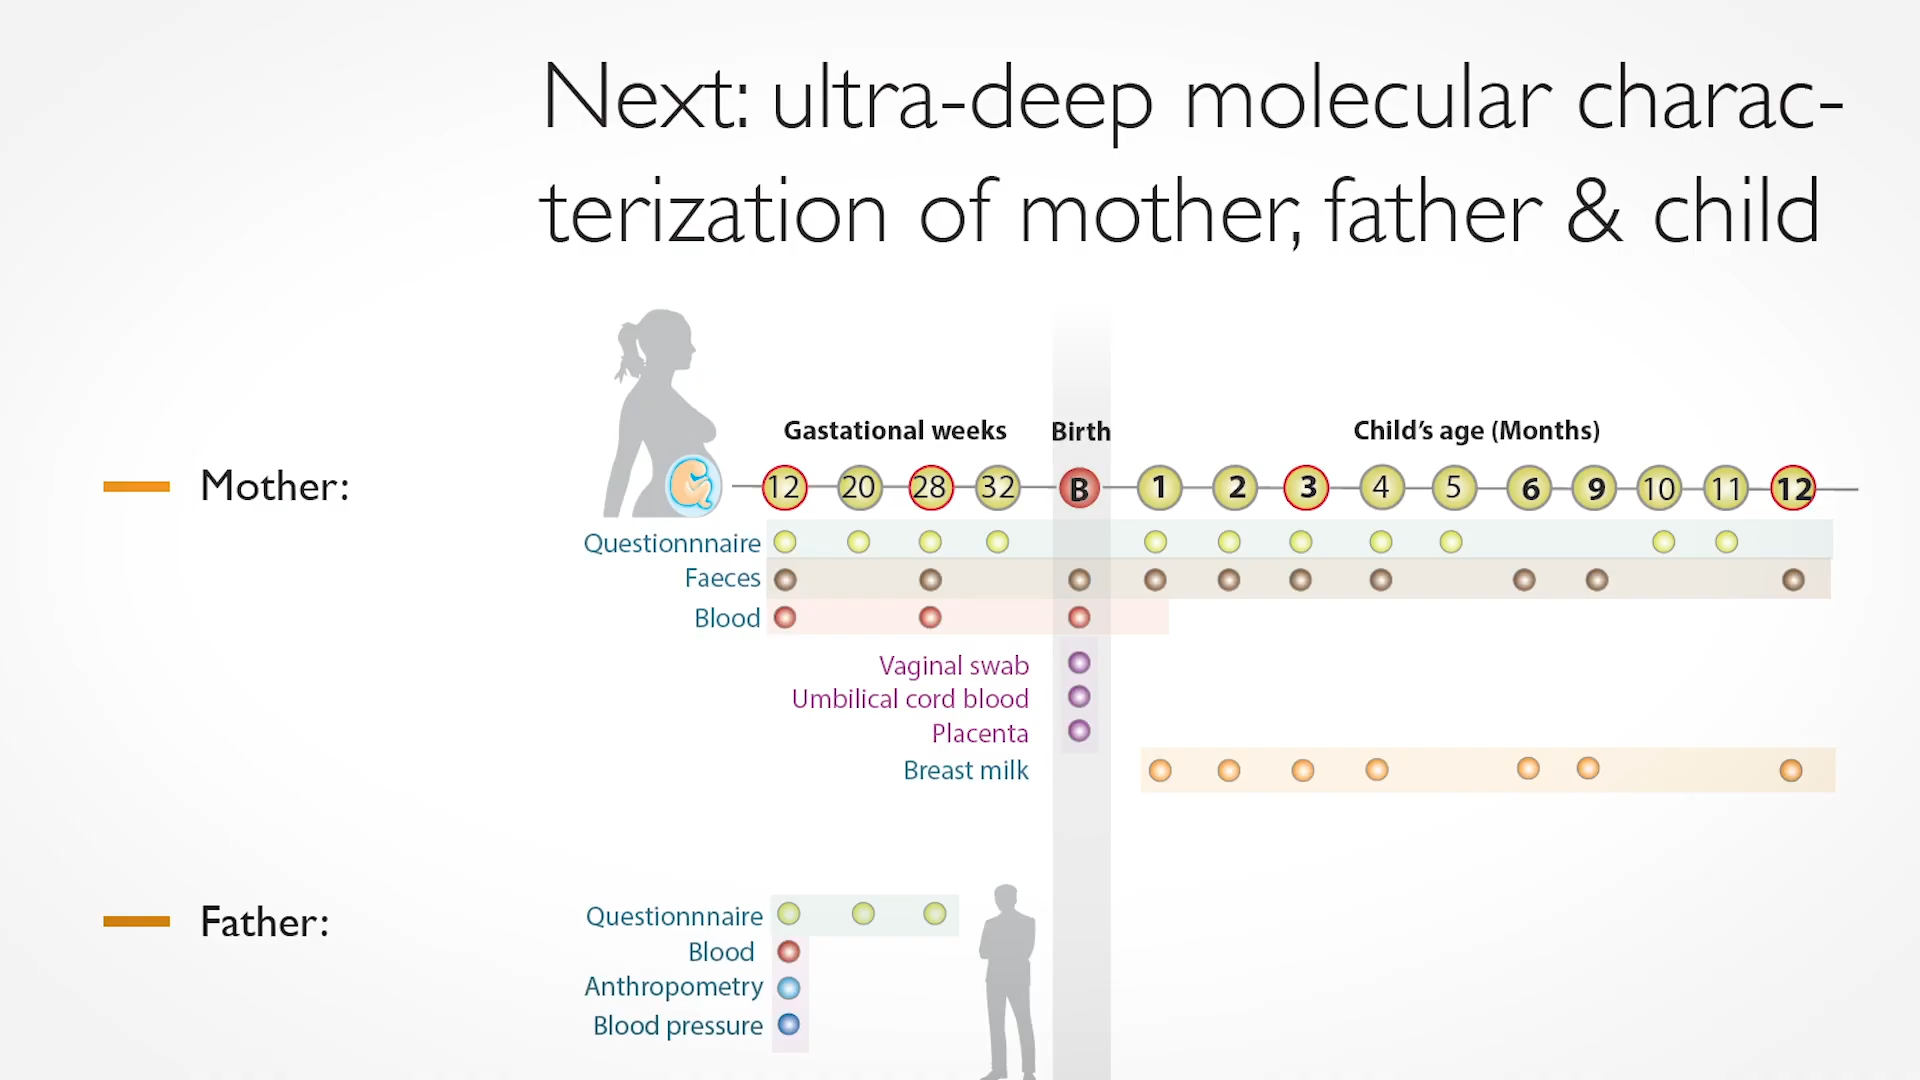 Next: ultra-deep molecular charac-
terization of mother, father & child
Gastational weeks Birth Child's age (Months)
Mother: 12 20 28 32 B 1 2 3 4 5 6 9 10 11 12
Questionnnaire
Faeces
Blood
Vaginal swab
Umbilical cord blood
Placenta
Breast milk
Father: Questionnnaire
Blood
Anthropometry
Blood pressure